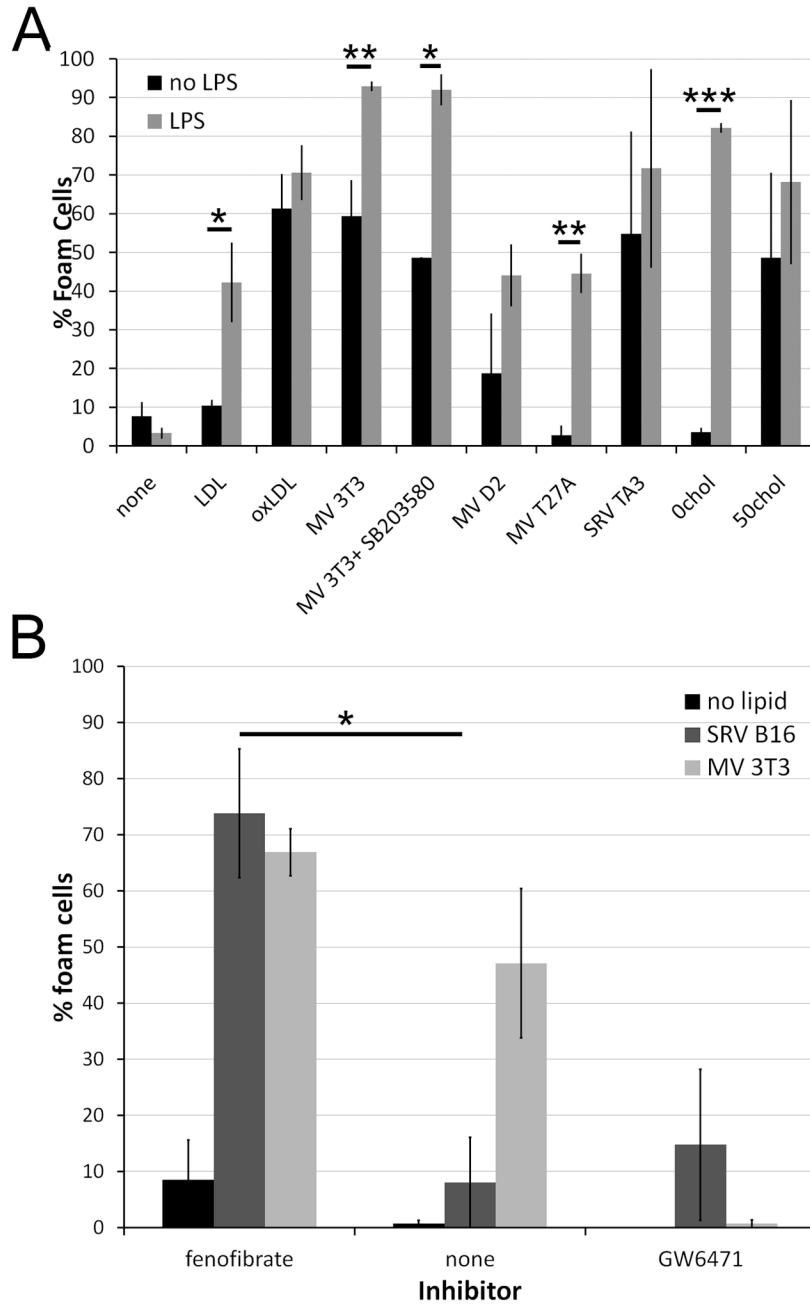 A
100
90
80
70
60
50
40
30
20
10
0
% Foam Cells
no LPS
LPS
*
**
*
**
***
none
LDL
oxLDL
MV 3T3
MV 3T3+ SB203580
MV D2
MV T27A
SRV TA3
0chol
50chol
B
100
90
80
70
60
50
40
30
20
10
0
% foam cells
*
no lipid
SRV B16
MV 3T3
fenofibrate none GW6471
Inhibitor